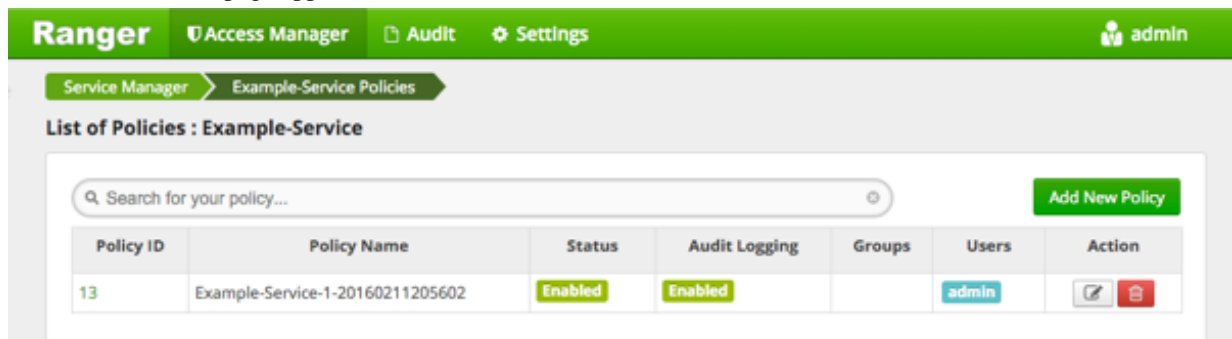 Ranger Access Manager Audit Settings admin
Service Manager Example-Service Policies
List of Policies : Example-Service
Search for your policy... Add New Policy
Policy ID Policy Name Status Audit Logging Groups Users Action
13 Example-Service-1-20160211205602 Enabled Enabled admin